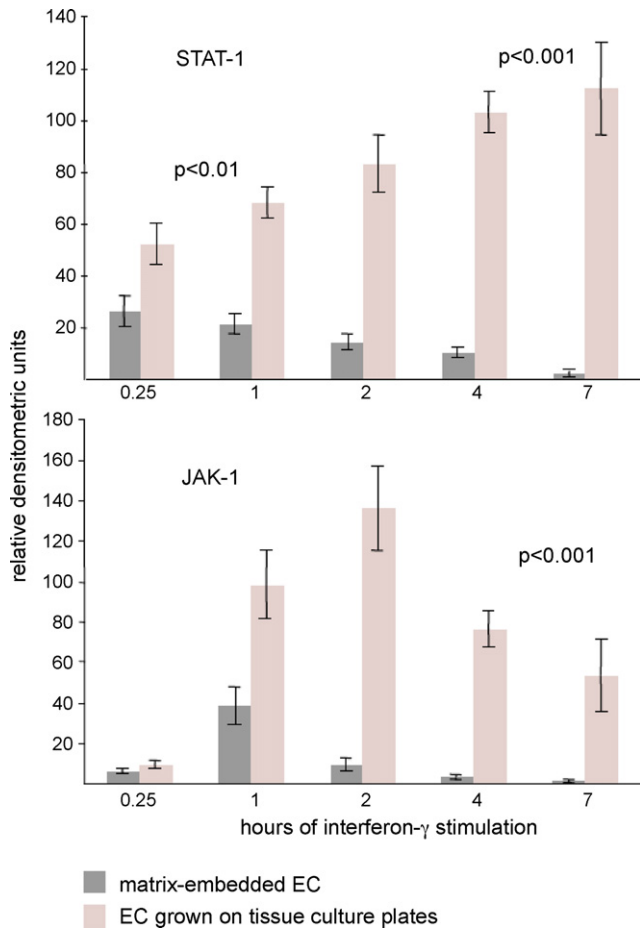 140
STAT-1
p<0.001
120
100
80
p<0.01
60
40
20
0.25 1 2 4 7
relative densitometric units
180
160
JAK-1
140
120
p<0.001
100
80
60
40
20
0.25 1 2 4 7
hours of interferon-γ stimulation
matrix-embedded EC
EC grown on tissue culture plates